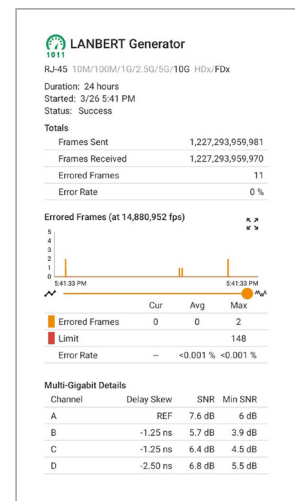 1011
LANBERT Generator
RJ-45 10M/100M/1G/2.5G/5G/10G HDx/FDx
Duration: 24 hours
Started: 3/26 5:41 PM
Status: Success
Totals
Frames Sent 1,227,293,959,981
Frames Received 1,227,293,959,970
Errored Frames 11
Error Rate 0 %
Errored Frames (at 14,880,952 fps)
5
4
3
2
1
0
5:41:33 PM 5:41:33 PM
Cur Avg Max
Errored Frames 0 0 2
Limit 148
Error Rate -- <0.001 % <0.001 %
Multi-Gigabit Details
Channel Delay Skew SNR Min SNR
A REF 7.6 dB 6 dB
B -1.25 ns 5.7 dB 3.9 dB
C -1.25 ns 6.4 dB 4.5 dB
D -2.50 ns 6.8 dB 5.5 dB